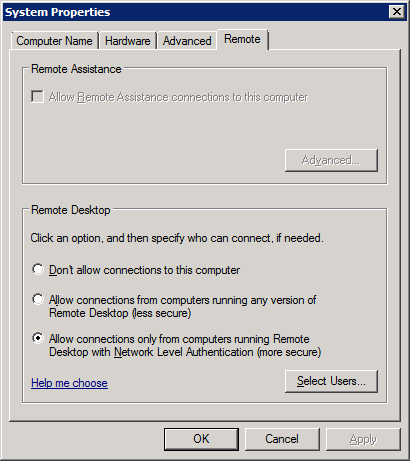 System Properties
Computer Name
Hardware
Advanced
Remote
Remote Assistance
Allow Remote Assistance connections to this computer
Advanced...
Remote Desktop
Click an option, and then specify who can connect, if needed.
Don't allow connections to this computer
Allow connections from computers running any version of
Remote Desktop (less secure)
Allow connections only from computers running Remote
Desktop with Network Level Authentication (more secure)
Help me choose
Select Users...
OK
Cancel
Apply